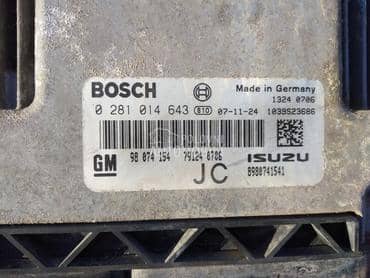 BOSCH
Made in Germany
1324 0706
0 281 014 643 810 07-11-24 1039S23686
GM 98 074 154 79124 0706 ISUZU
JC 8980741541